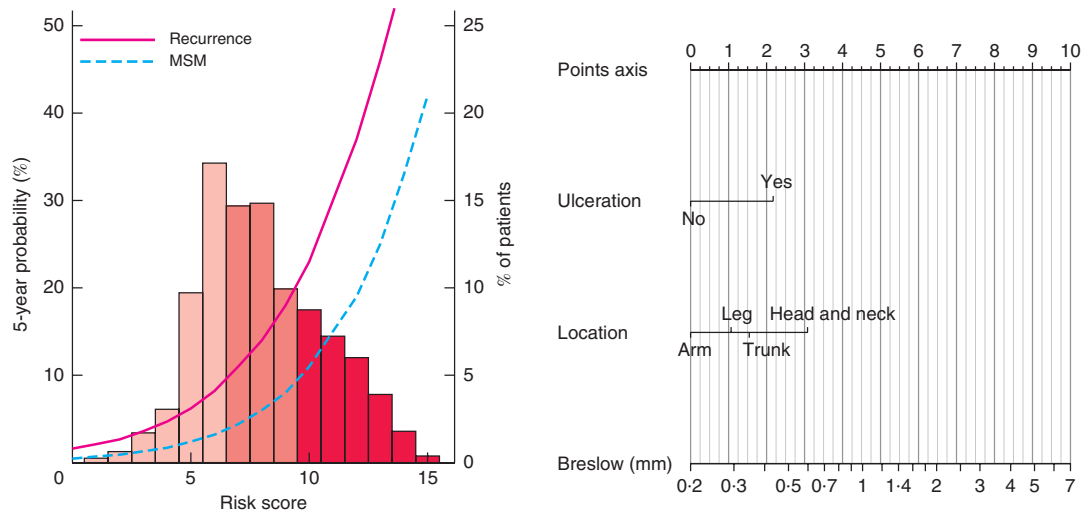 50
40
30
20
10
0
5-year probability (%)
Recurrence
MSM
25
20
15
10
5
0
% of patients
5
10
15
Risk score
Points axis
0 1 2 3 4 5 6 7 8 9 10
Ulceration
Yes
No
Location
Leg Head and neck
Arm Trunk
Breslow (mm)
0·2 0·3 0·5 0·7 1 1·4 2 3 4 5 7